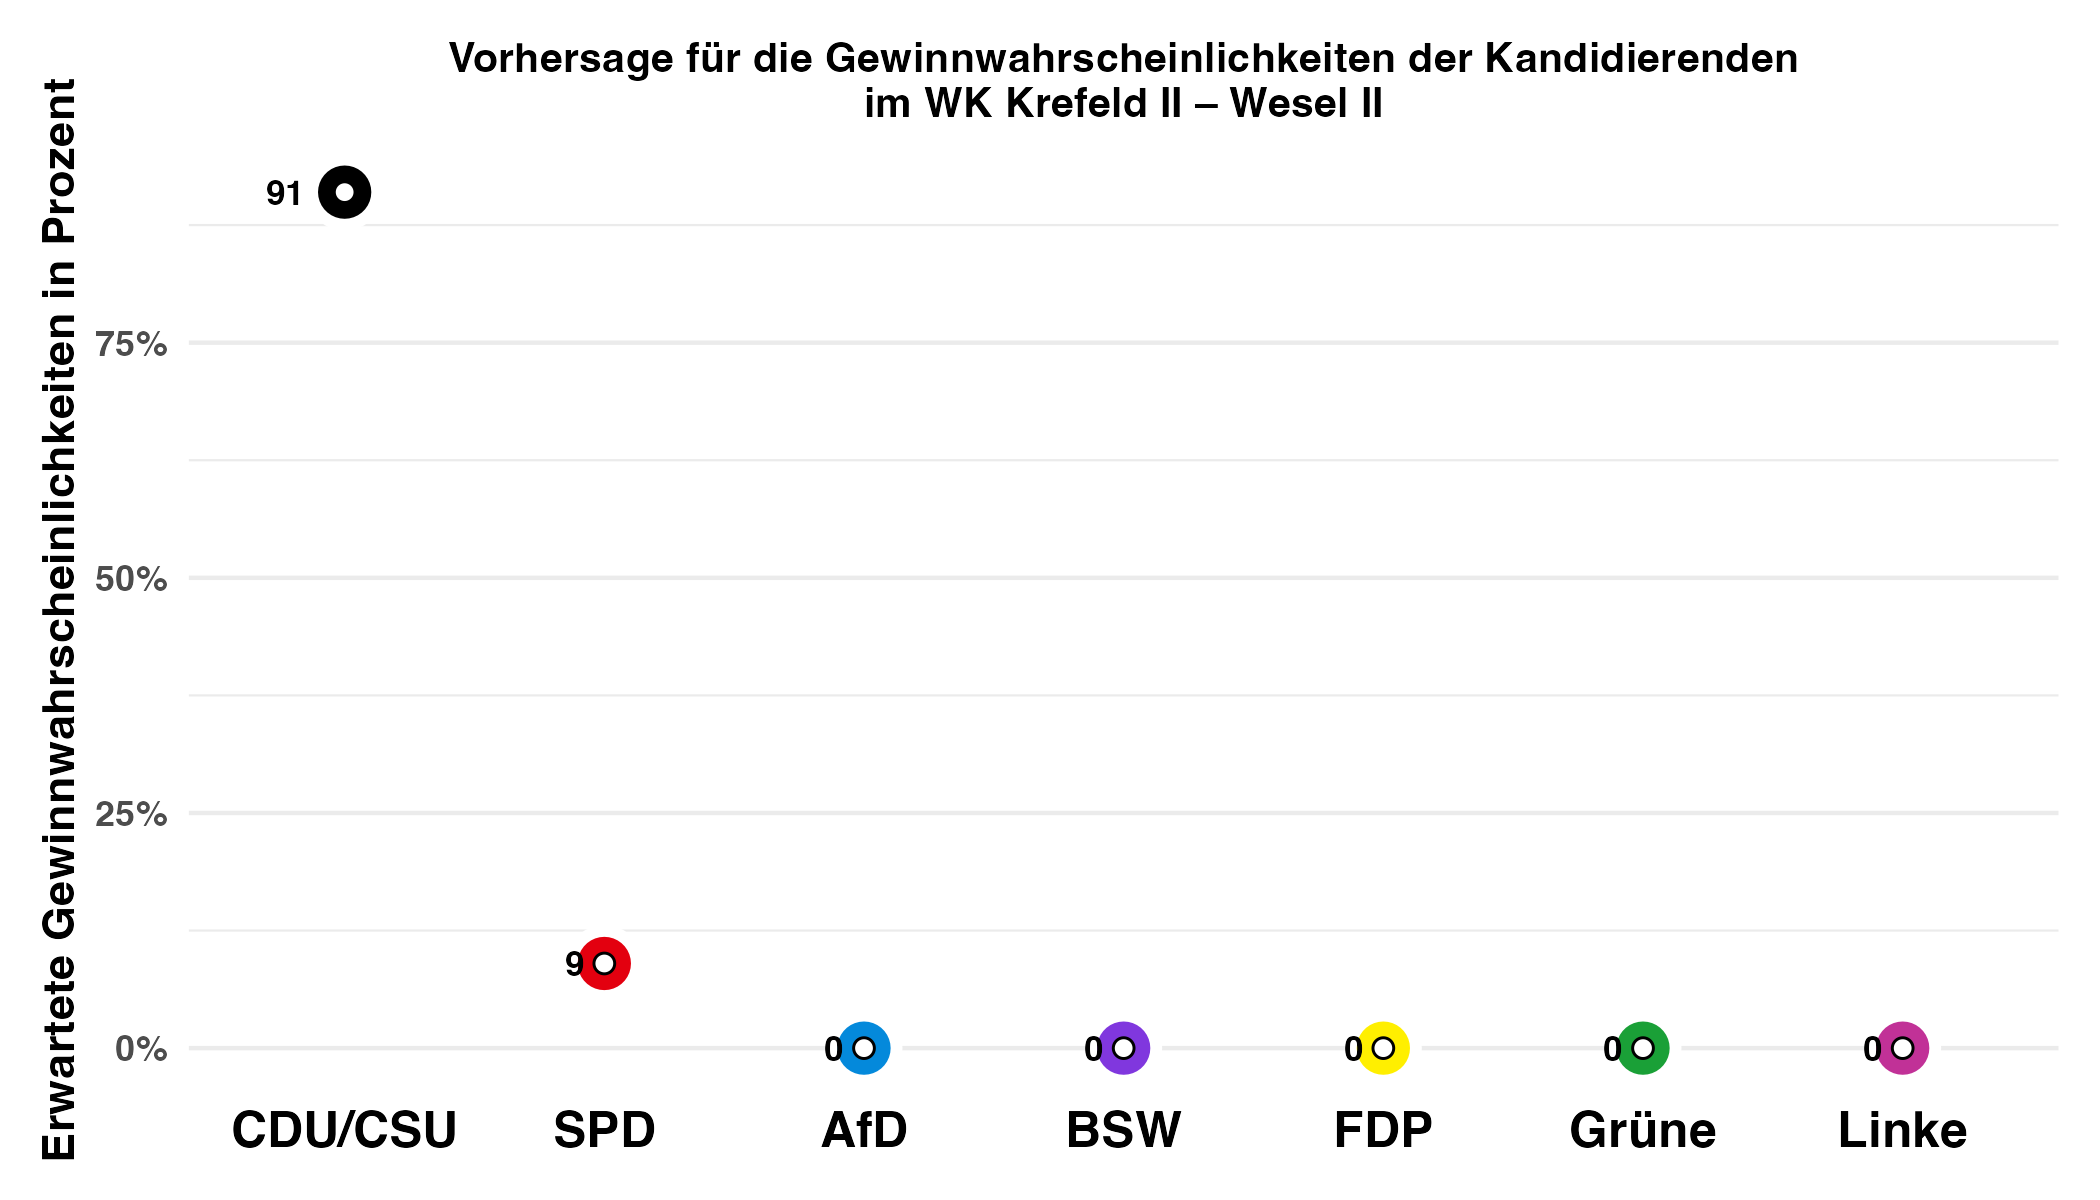 Vorhersage für die Gewinnwahrscheinlichkeiten der Kandidierenden
im WK Krefeld II – Wesel II
Erwartete Gewinnwahrscheinlichkeiten in Prozent
91
75%
50%
25%
9
0%
0
0
0
0
0
CDU/CSU
SPD
AfD
BSW
FDP
Grüne
Linke